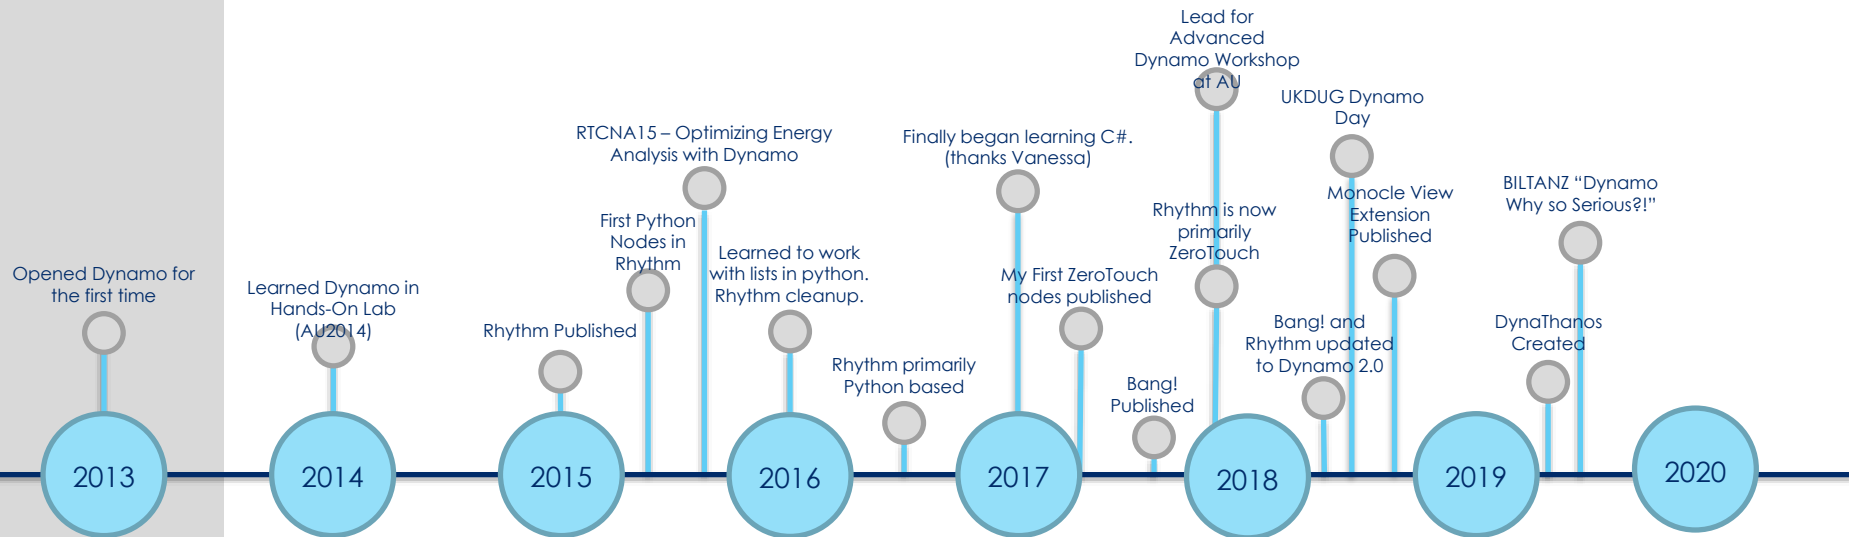 Opened Dynamo for
the first time
Learned Dynamo in
Hands-On Lab
(AU2014)
Rhythm Published
First Python
Nodes in
Rhythm
RTCNA15 – Optimizing Energy
Analysis with Dynamo
Learned to work
with lists in python.
Rhythm cleanup.
Rhythm primarily
Python based
Finally began learning C#.
(thanks Vanessa)
My First ZeroTouch
nodes published
Bang!
Published
Lead for
Advanced
Dynamo Workshop
at AU
Rhythm is now
primarily
ZeroTouch
Bang! and
Rhythm updated
to Dynamo 2.0
UKDUG Dynamo
Day
Monocle View
Extension
Published
DynaThanos
Created
BILTANZ “Dynamo
Why so Serious?!”
2013
2014
2015
2016
2017
2018
2019
2020